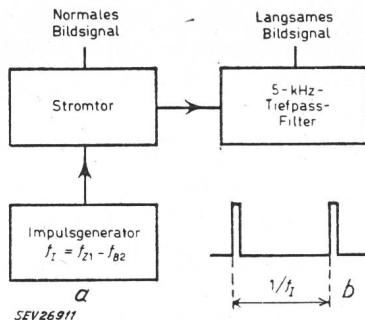 Normales
Bildsignal
Langsames
Bildsignal
Stromtor
5-kHz-
Tiefpass-
Filter
Impulsgenerator
f_I = f_Z1 - f_B2
1/f_I
a
b
SEV26911